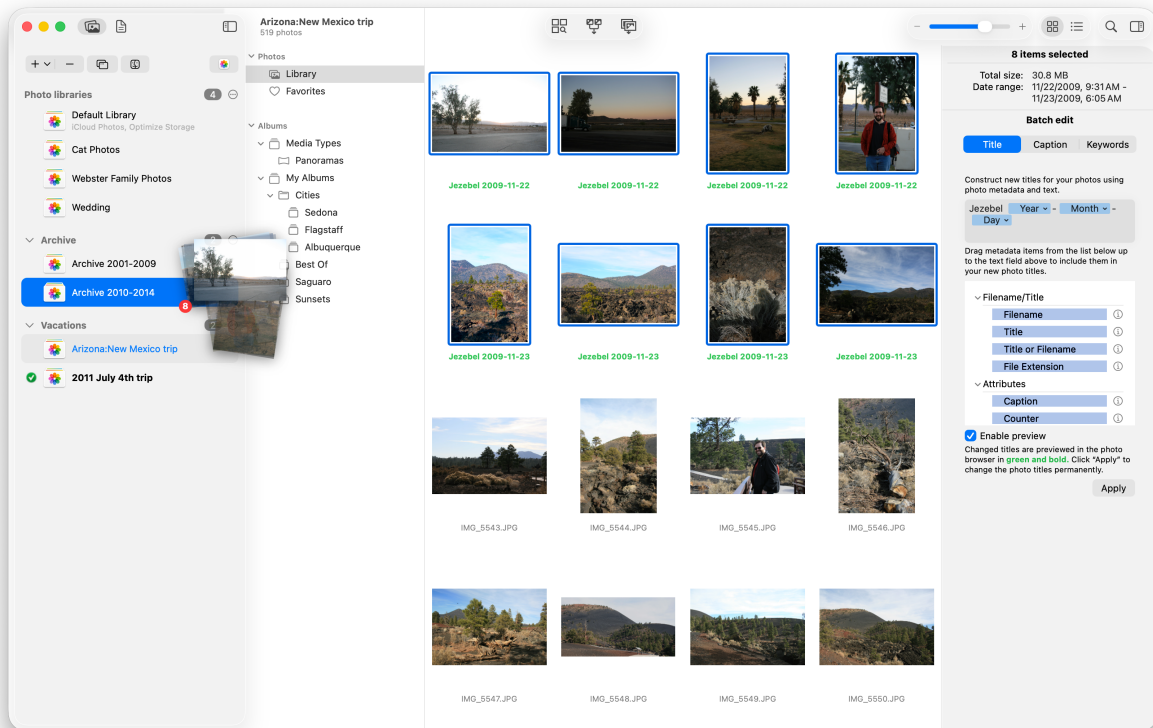 Arizona:New Mexico trip
519 photos
Photo libraries
4
Default Library
iCloud Photos, Optimize Storage
Cat Photos
Webster Family Photos
Wedding
Archive
Archive 2001-2009
Archive 2010-2014
8
Vacations
2
Arizona:New Mexico trip
2011 July 4th trip
Photos
Library
Favorites
Albums
Media Types
Panoramas
My Albums
Cities
Sedona
Flagstaff
Albuquerque
Best Of
Saguaro
Sunsets
Jezebel 2009-11-22
Jezebel 2009-11-22
Jezebel 2009-11-22
Jezebel 2009-11-22
Jezebel 2009-11-23
Jezebel 2009-11-23
Jezebel 2009-11-23
Jezebel 2009-11-23
IMG_5543.JPG
IMG_5544.JPG
IMG_5545.JPG
IMG_5546.JPG
IMG_5547.JPG
IMG_5548.JPG
IMG_5549.JPG
IMG_5550.JPG
8 items selected
Total size: 30.8 MB
Date range: 11/22/2009, 9:31 AM -
11/23/2009, 6:05 AM
Batch edit
Title Caption Keywords
Construct new titles for your photos using
photo metadata and text.
Jezebel Year - Month -
Day
Drag metadata items from the list below up
to the text field above to include them in
your new photo titles.
Filename/Title
Filename
Title
Title or Filename
File Extension
Attributes
Caption
Counter
Enable preview
Changed titles are previewed in the photo
browser in green and bold. Click "Apply" to
change the photo titles permanently.
Apply